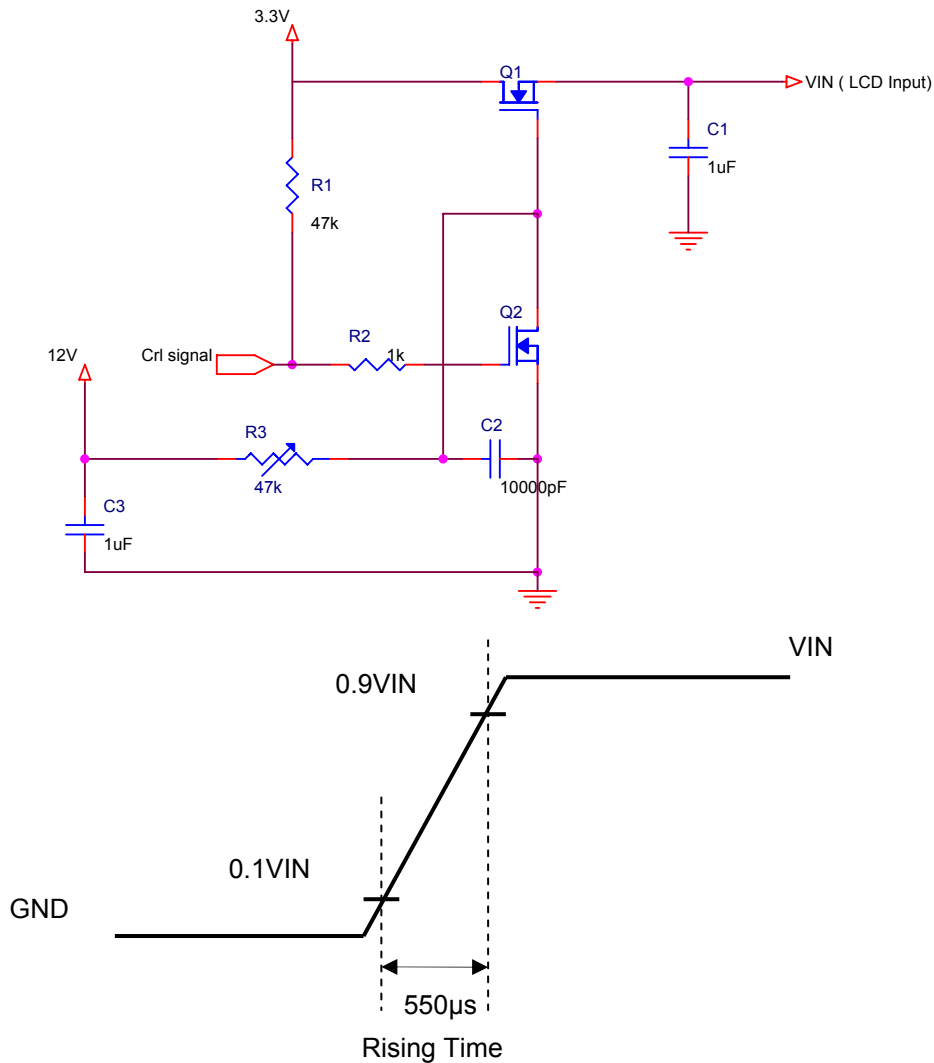 3.3V
Q1
VIN ( LCD Input)
C1
1uF
R1
47k
Q2
R2
1k
12V
Crl signal
R3
47k
C2
10000pF
C3
1uF
VIN
0.9VIN
0.1VIN
GND
550µs
Rising Time